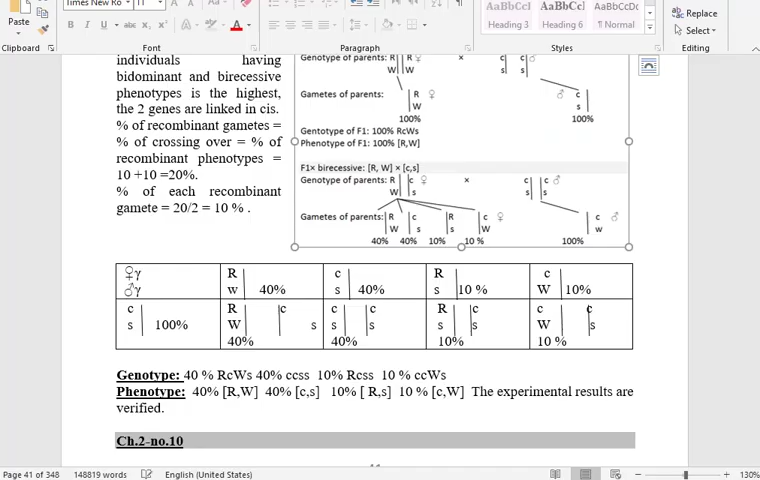 Paste
Times New Ro
11
Aa
B I U abc x₂ x²
AaBbCcI AaBbCcI AaBbCcDc
Heading 3 Heading 6 ¶ Normal
Replace
Select
Clipboard Font Paragraph Styles Editing
individuals having
bidominant and birecessive
phenotypes is the highest,
the 2 genes are linked in cis.
% of recombinant gametes =
% of crossing over = % of
recombinant phenotypes =
10 +10 =20%.
% of each recombinant
gamete = 20/2 = 10 % .
Genotype of parents: R R ♀ × c c ♂
W W s s
Gametes of parents: R ♀ ♂ c
W s
100% 100%
Gentotype of F1: 100% RcWs
Phenotype of F1: 100% [R,W]
F1× birecessive: [R, W] × [c,s]
Genotype of parents: R c ♀ × c c ♂
W s s s
Gametes of parents: R c R c ♀ c ♂
W s s W w
40% 40% 10% 10 % 100%
♀γ R c R c
♂γ w 40% s 40% s 10 % W 10%
c R c c c R c c c
s 100% W s s s s s W s
40% 40% 10% 10 %
Genotype: 40 % RcWs 40% ccss 10% Rcss 10 % ccWs
Phenotype: 40% [R,W] 40% [c,s] 10% [ R,s] 10 % [c,W] The experimental results are
verified.
Ch.2-no.10
Page 41 of 348 148819 words English (United States) 130%